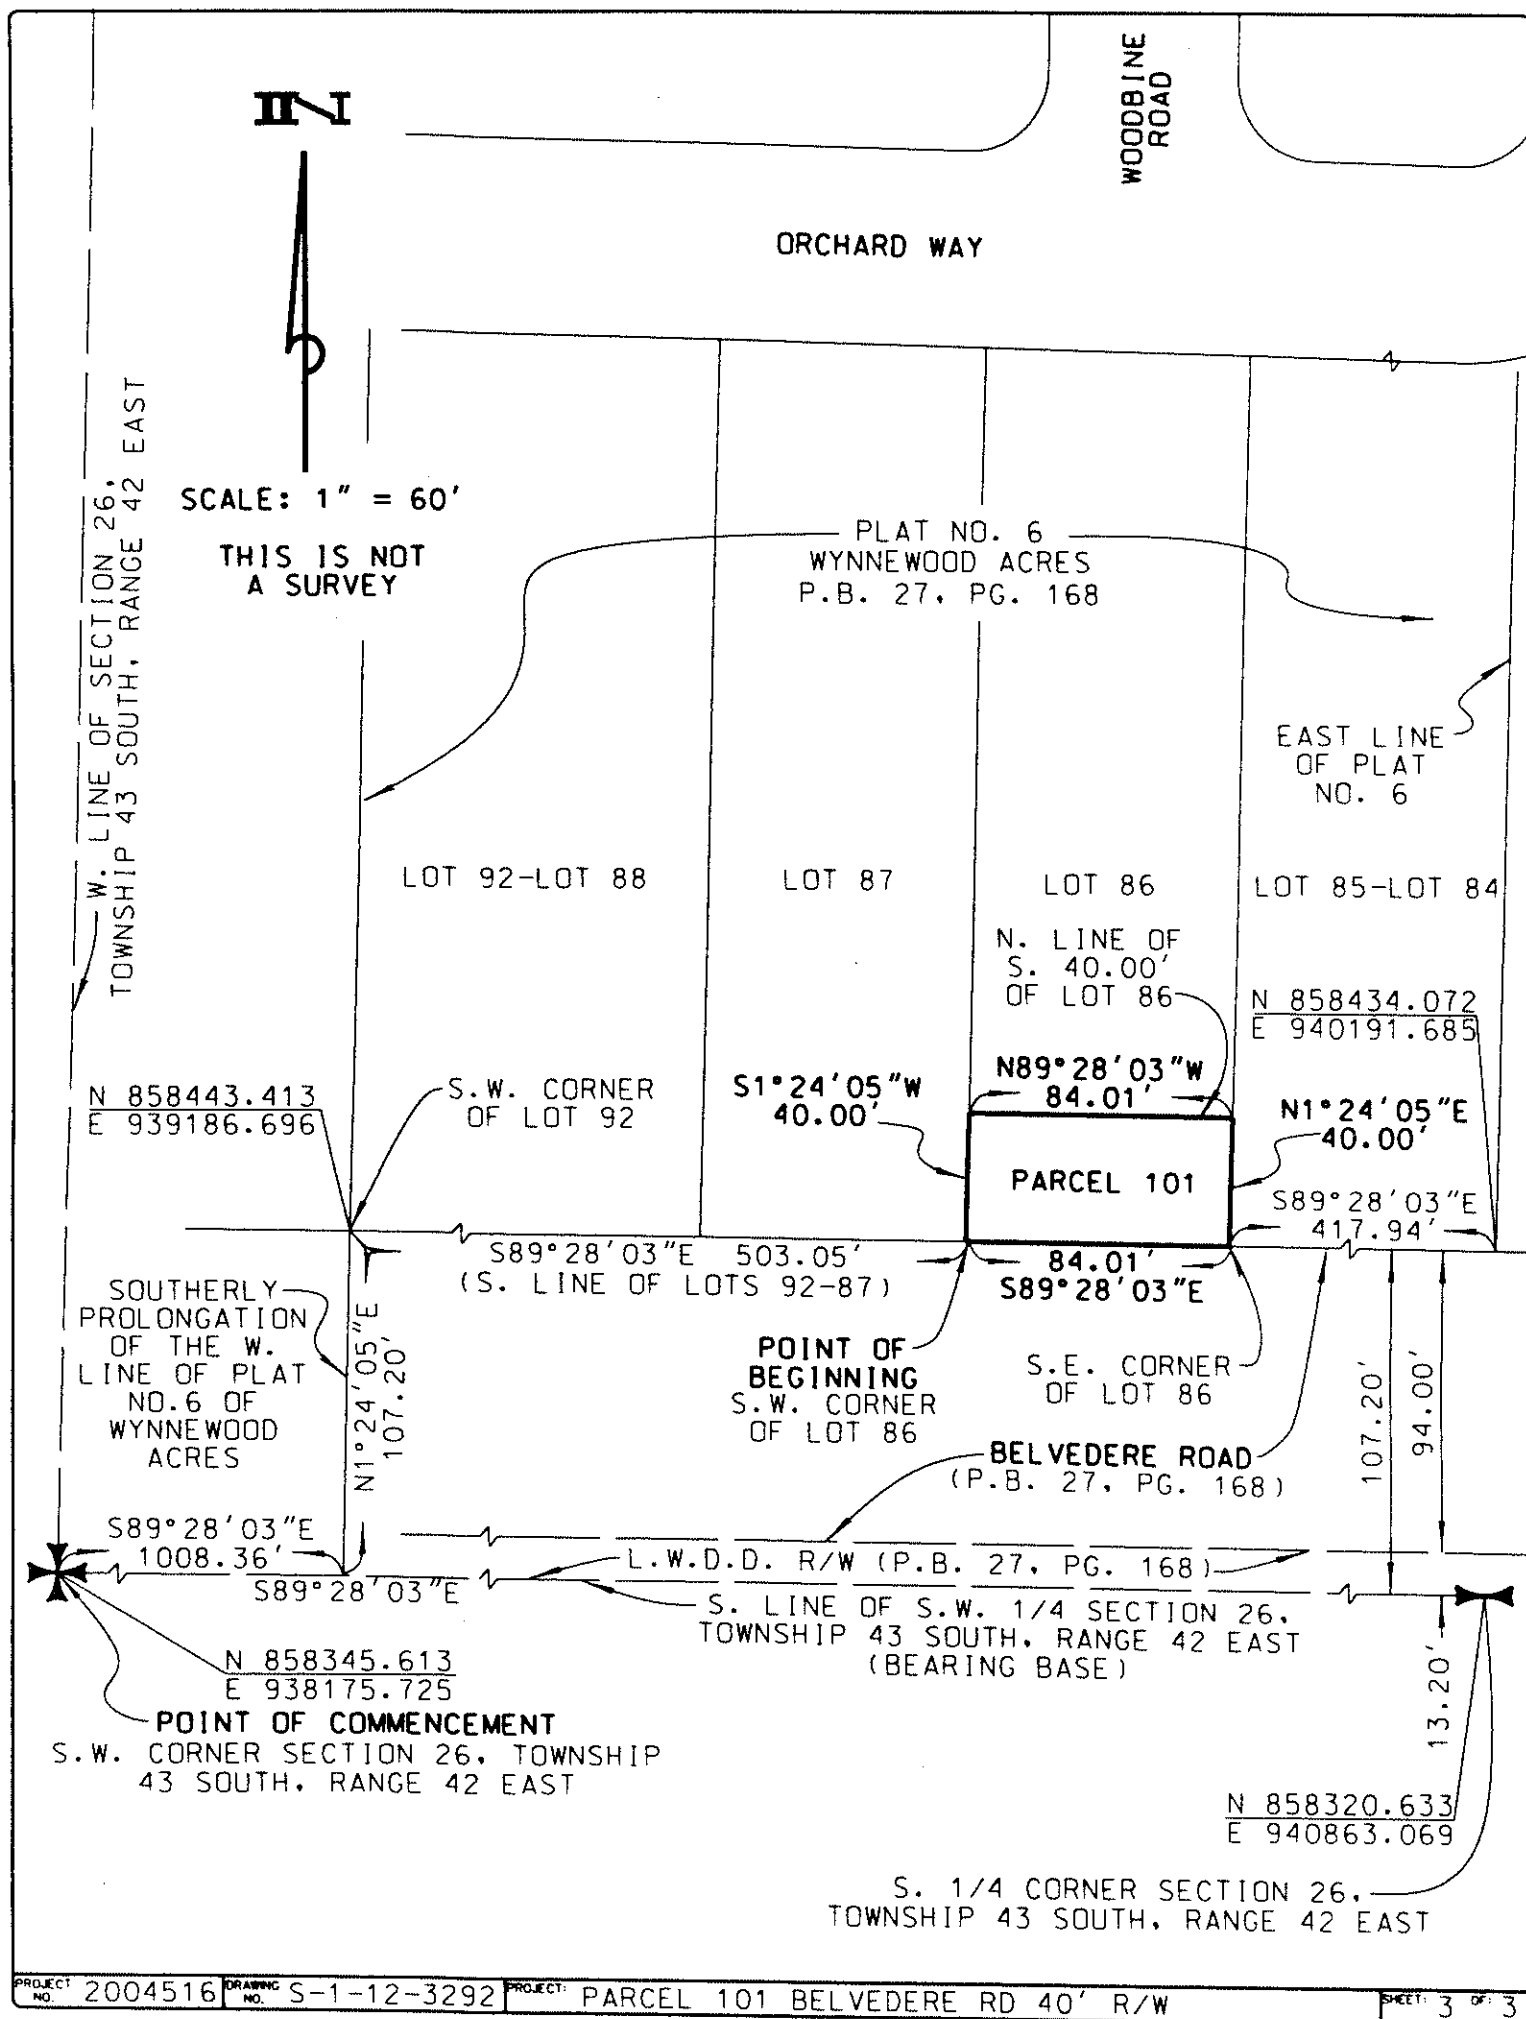 WOODBINE
ROAD
N
ORCHARD WAY
SCALE: 1" = 60'
THIS IS NOT
A SURVEY
W. LINE OF SECTION 26,
TOWNSHIP 43 SOUTH, RANGE 42 EAST
PLAT NO. 6
WYNNEWOOD ACRES
P.B. 27, PG. 168
EAST LINE
OF PLAT
NO. 6
LOT 92-LOT 88
LOT 87
LOT 86
LOT 85-LOT 84
N. LINE OF
S. 40.00'
OF LOT 86
N 858434.072
E 940191.685
N 858443.413
E 939186.696
S.W. CORNER
OF LOT 92
S1°24'05"W
40.00'
N89°28'03"W
84.01'
N1°24'05"E
40.00'
PARCEL 101
S89°28'03"E
417.94'
S89°28'03"E 503.05'
(S. LINE OF LOTS 92-87)
84.01'
S89°28'03"E
SOUTHERLY
PROLONGATION
OF THE W.
LINE OF PLAT
NO.6 OF
WYNNEWOOD
ACRES
N1°24'05"E
107.20'
POINT OF
BEGINNING
S.W. CORNER
OF LOT 86
S.E. CORNER
OF LOT 86
107.20'
94.00'
BELVEDERE ROAD
(P.B. 27, PG. 168)
S89°28'03"E
1008.36'
S89°28'03"E
L.W.D.D. R/W (P.B. 27, PG. 168)
S. LINE OF S.W. 1/4 SECTION 26,
TOWNSHIP 43 SOUTH, RANGE 42 EAST
(BEARING BASE)
13.20'
N 858345.613
E 938175.725
POINT OF COMMENCEMENT
S.W. CORNER SECTION 26, TOWNSHIP
43 SOUTH, RANGE 42 EAST
N 858320.633
E 940863.069
S. 1/4 CORNER SECTION 26,
TOWNSHIP 43 SOUTH, RANGE 42 EAST
PROJECT NO. 2004516 DRAWING NO. S-1-12-3292 PROJECT: PARCEL 101 BELVEDERE RD 40' R/W SHEET: 3 OF: 3